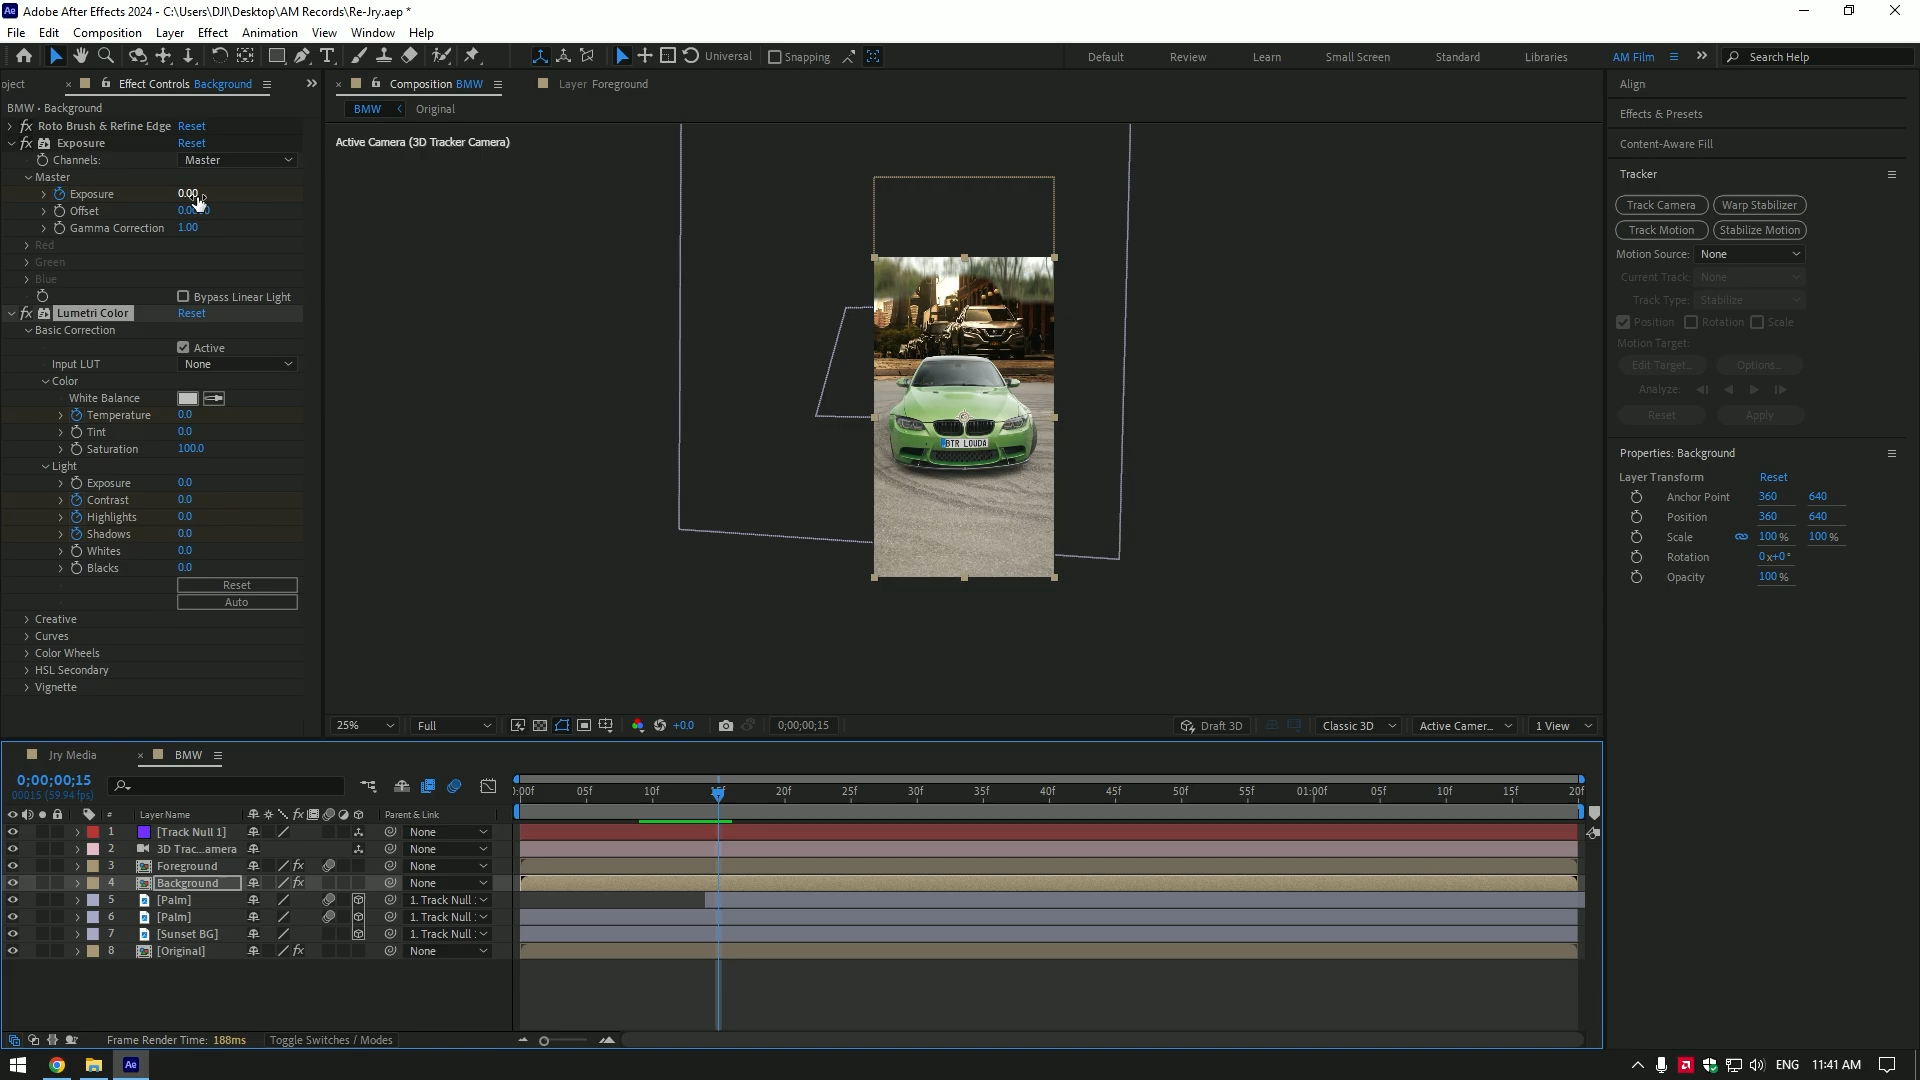 Adobe After Effects 2024 - C:\Users\DJI\Desktop\AM Records\Re-Jry.aep *
File Edit Composition Layer Effect Animation View Window Help
Universal Snapping Default Review Learn Small Screen Standard Libraries AM Film Search Help
oject Effect Controls Background Composition BMW Layer Foreground
BMW • Background
BMW Original
Active Camera (3D Tracker Camera)
fx Roto Brush & Refine Edge Reset
fx Exposure Reset
Channels: Master
Master
Exposure 0.00
Offset
Gamma Correction 1.00
Red
Green
Blue
Bypass Linear Light
fx Lumetri Color Reset
Basic Correction
Active
Input LUT None
Color
White Balance
Temperature 0.0
Tint 0.0
Saturation 100.0
Light
Exposure 0.0
Contrast 0.0
Highlights 0.0
Shadows 0.0
Whites 0.0
Blacks 0.0
Reset
Auto
Creative
Curves
Color Wheels
HSL Secondary
Vignette
BTR LOUDA
Align
Effects & Presets
Content-Aware Fill
Tracker
Track Camera Warp Stabilizer
Track Motion Stabilize Motion
Motion Source: None
Current Track: None
Track Type: Stabilize
Position Rotation Scale
Motion Target:
Edit Target... Options...
Analyze:
Reset Apply
Properties: Background
Layer Transform Reset
Anchor Point 360 640
Position 360 640
Scale 100 % 100 %
Rotation 0x+0°
Opacity 100 %
25% Full +0.0 0;00;00;15 Draft 3D Classic 3D Active Camer... 1 View
Jry Media BMW
0;00;00;15
00015 (59.94 fps)
):00f 05f 10f 15f 20f 25f 30f 35f 40f 45f 50f 55f 01:00f 05f 10f 15f 20f
# Layer Name fx Parent & Link
1 [Track Null 1] None
2 3D Trac...amera None
3 Foreground fx None
4 Background fx None
5 [Palm] 1. Track Null
6 [Palm] 1. Track Null
7 [Sunset BG] 1. Track Null
8 [Original] fx None
Frame Render Time: 188ms Toggle Switches / Modes
Ae ENG 11:41 AM